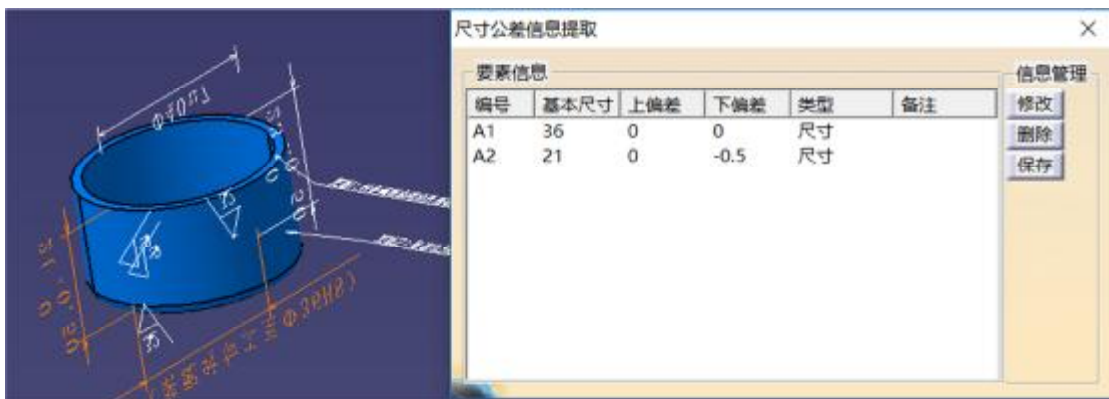 尺寸公差信息提取
要素信息
信息管理
编号 基本尺寸 上偏差 下偏差 类型 备注
修改
A1 36 0 0 尺寸
删除
A2 21 0 -0.5 尺寸
保存
Φ40n7